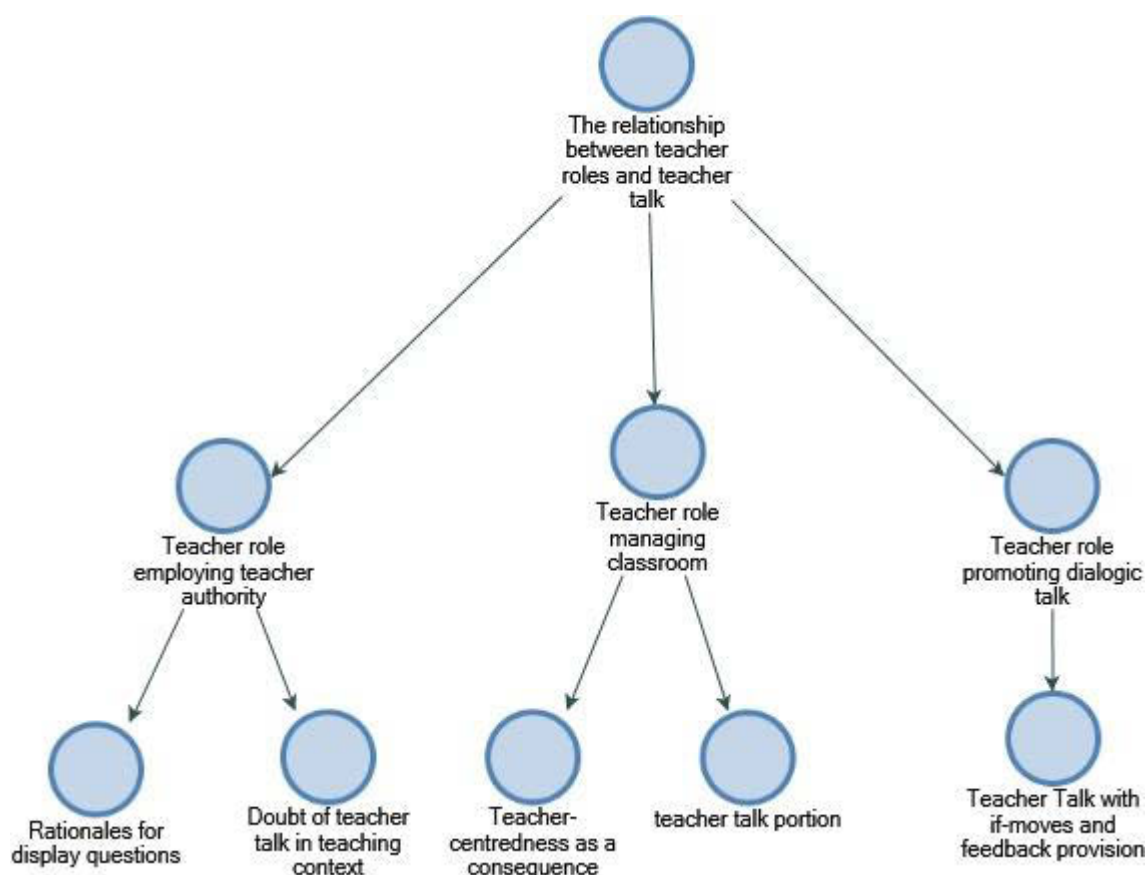 The relationship
between teacher
roles and teacher
talk
Teacher role
employing teacher
authority
Teacher role
managing
classroom
Teacher role
promoting dialogic
talk
Rationales for
display questions
Doubt of teacher
talk in teaching
context
Teacher-
centredness as a
consequence
teacher talk portion
Teacher Talk with
if-moves and
feedback provision